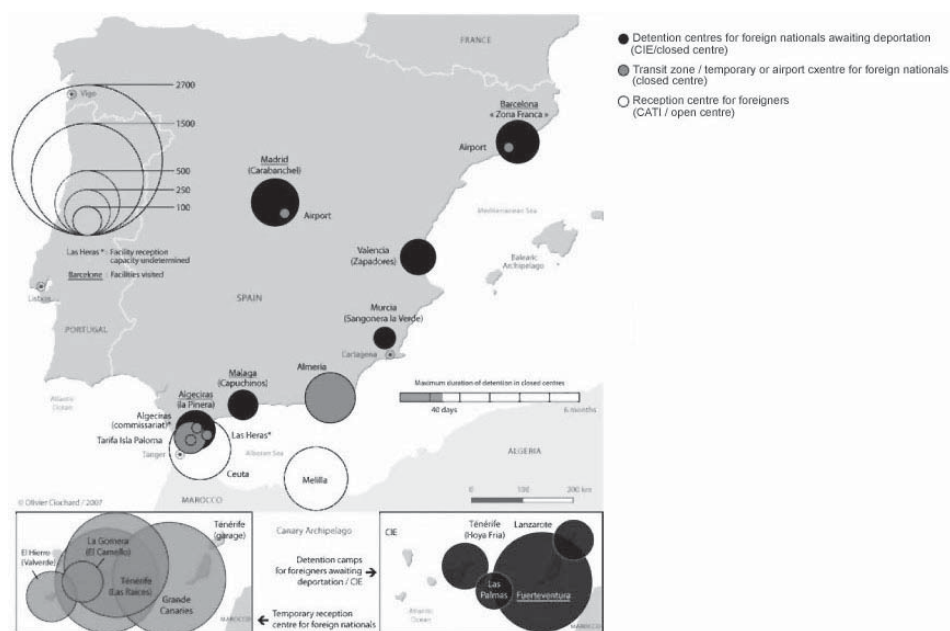 FRANCE
Vigo
2700
1500
500
250
100
Las Heras* : Facility reception
capacity undetermined
Barcelone : Facilities visited
Lisboa
PORTUGAL
SPAIN
Barcelona
« Zona Franca »
Airport
Madrid
(Carabanchel)
Airport
Mediterranean Sea
Balearic
Archipelago
Valencia
(Zapadores)
Murcia
(Sangonera la Verde)
Cartagena
Almeria
Malaga
(Capuchinos)
Algeciras
(la Pinera)
Algeciras
(commissariat)*
Tarifa Isla Paloma
Tanger
Las Heras*
Alboran Sea
Ceuta
Melilla
Atlantic
Ocean
MAROCCO
ALGERIA
Maximum duration of detention in closed centres
40 days
6 months
0 100 200 km
© Olivier Clochard / 2007
Detention centres for foreign nationals awaiting deportation
(CIE/closed centre)
Transit zone / temporary or airport cxentre for foreign nationals
(closed centre)
Reception centre for foreigners
(CATI / open centre)
El Hierro
(Valverde)
La Gomera
(El Camello)
Ténérife
(Las Raices)
Ténérife
(garage)
Grande
Canaries
MAROCCO
Canary Archipelago
Detention camps
for foreigners awaiting
deportation / CIE
Temporary reception
centre for foreign nationals
CIE
Ténérife
(Hoya Fria)
Lanzarote
Las
Palmas
Fuerteventura
Atlantic
Ocean
MAROCCO